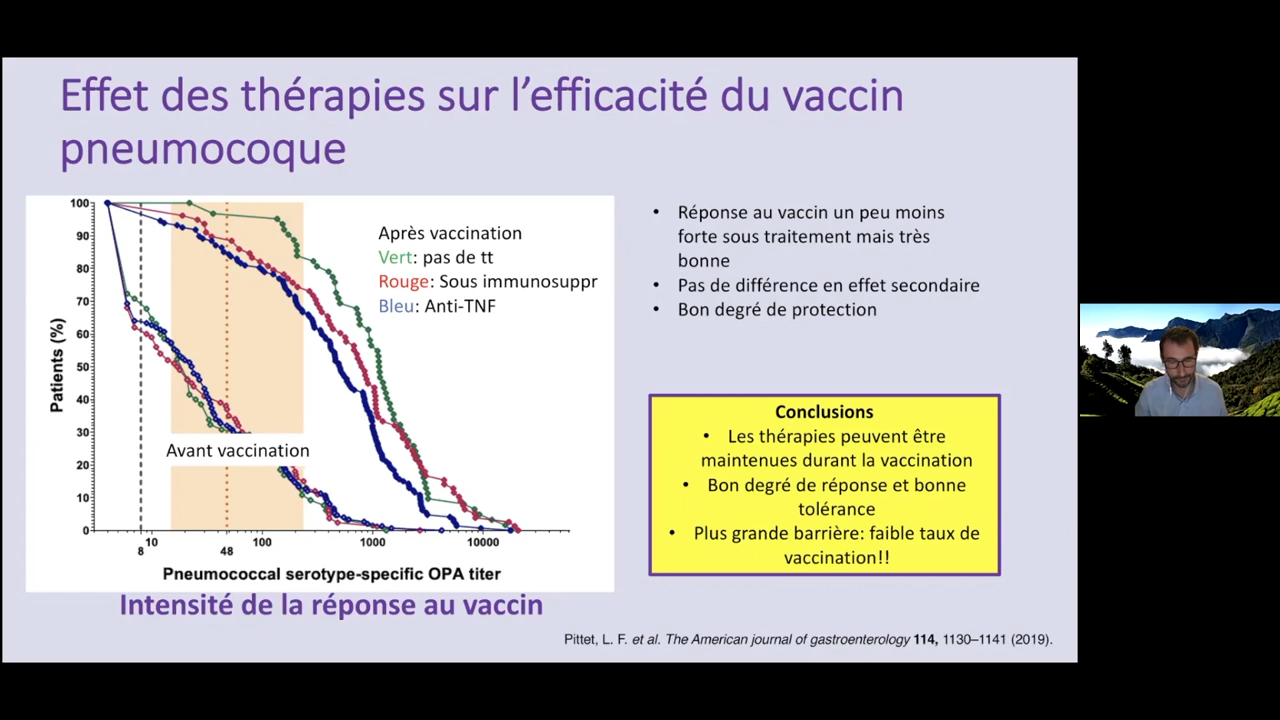 Effet des thérapies sur l’efficacité du vaccin
pneumocoque
100
90
80
70
60
50
40
30
20
10
0
Patients (%)
Après vaccination
Vert: pas de tt
Rouge: Sous immunosuppr
Bleu: Anti-TNF
Avant vaccination
10
100
1000
10000
8
48
Pneumococcal serotype-specific OPA titer
Intensité de la réponse au vaccin
• Réponse au vaccin un peu moins
forte sous traitement mais très
bonne
• Pas de différence en effet secondaire
• Bon degré de protection
Conclusions
• Les thérapies peuvent être
maintenues durant la vaccination
• Bon degré de réponse et bonne
tolérance
• Plus grande barrière: faible taux de
vaccination!!
Pittet, L. F. et al. The American journal of gastroenterology 114, 1130–1141 (2019).